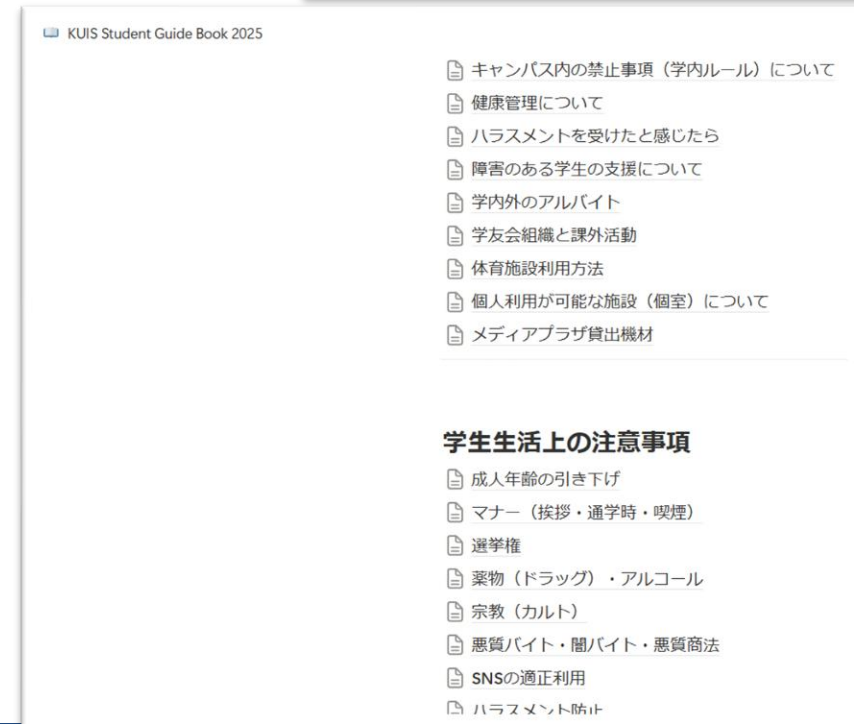 KUIS Student Guide Book 2025
キャンパス内の禁止事項（学内ルール）について
健康管理について
ハラスメントを受けたと感じたら
障害のある学生の支援について
学内外のアルバイト
学友会組織と課外活動
体育施設利用方法
個人利用が可能な施設（個室）について
メディアプラザ貸出機材
学生生活上の注意事項
成人年齢の引き下げ
マナー（挨拶・通学時・喫煙）
選挙権
薬物（ドラッグ）・アルコール
宗教（カルト）
悪質バイト・闇バイト・悪質商法
SNSの適正利用
ハラスメント防止